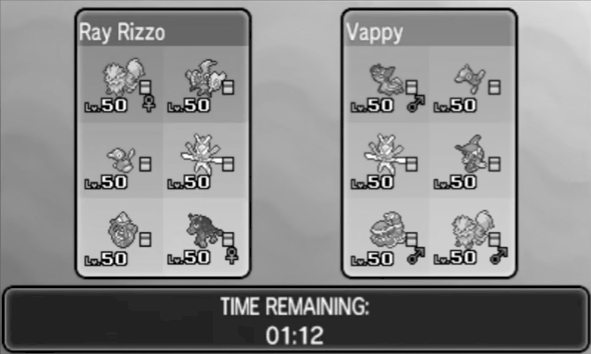 Ray Rizzo
Lv.50 ♀ Lv.50
Lv.50 Lv.50
Lv.50 Lv.50 ♀
Vappy
Lv.50 ♂ Lv.50
Lv.50 Lv.50
Lv.50 ♂ Lv.50 ♂
TIME REMAINING:
01:12